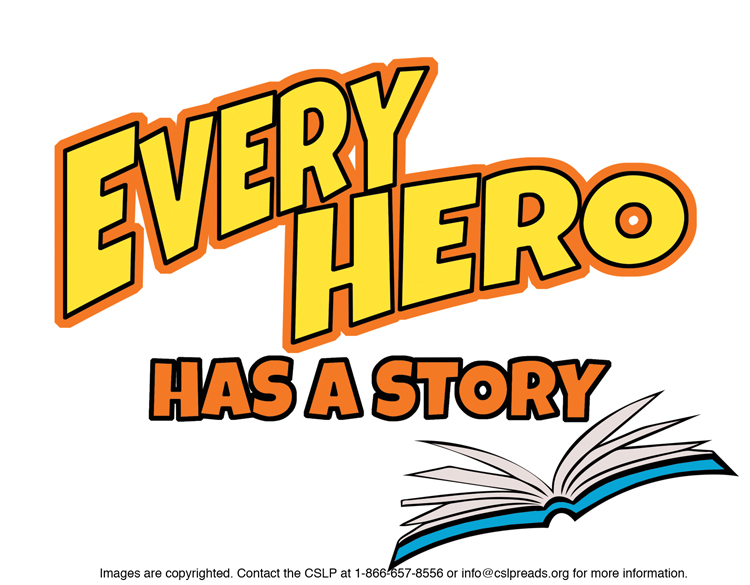 EVERY
HERO
HAS A STORY
Images are copyrighted. Contact the CSLP at 1-866-657-8556 or info@cslpreads.org for more information.